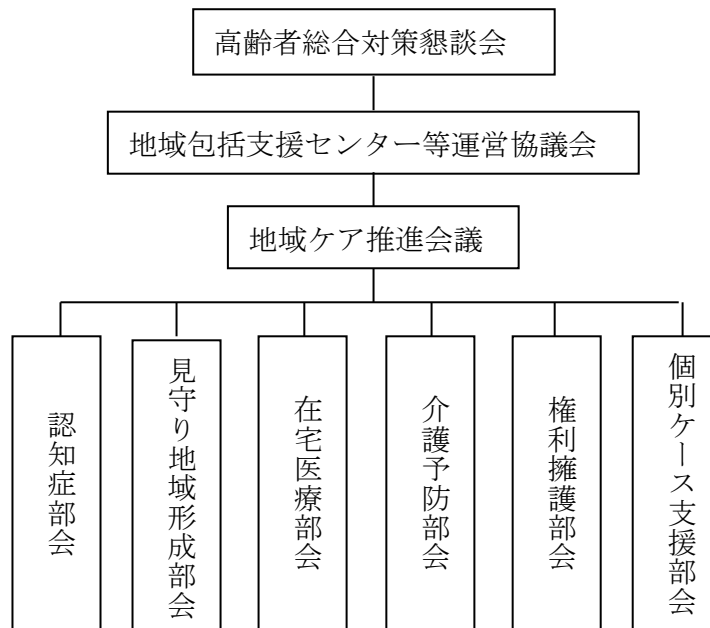 高齢者総合対策懇談会
地域包括支援センター等運営協議会
地域ケア推進会議
認知症部会
見守り地域形成部会
在宅医療部会
介護予防部会
権利擁護部会
個別ケース支援部会